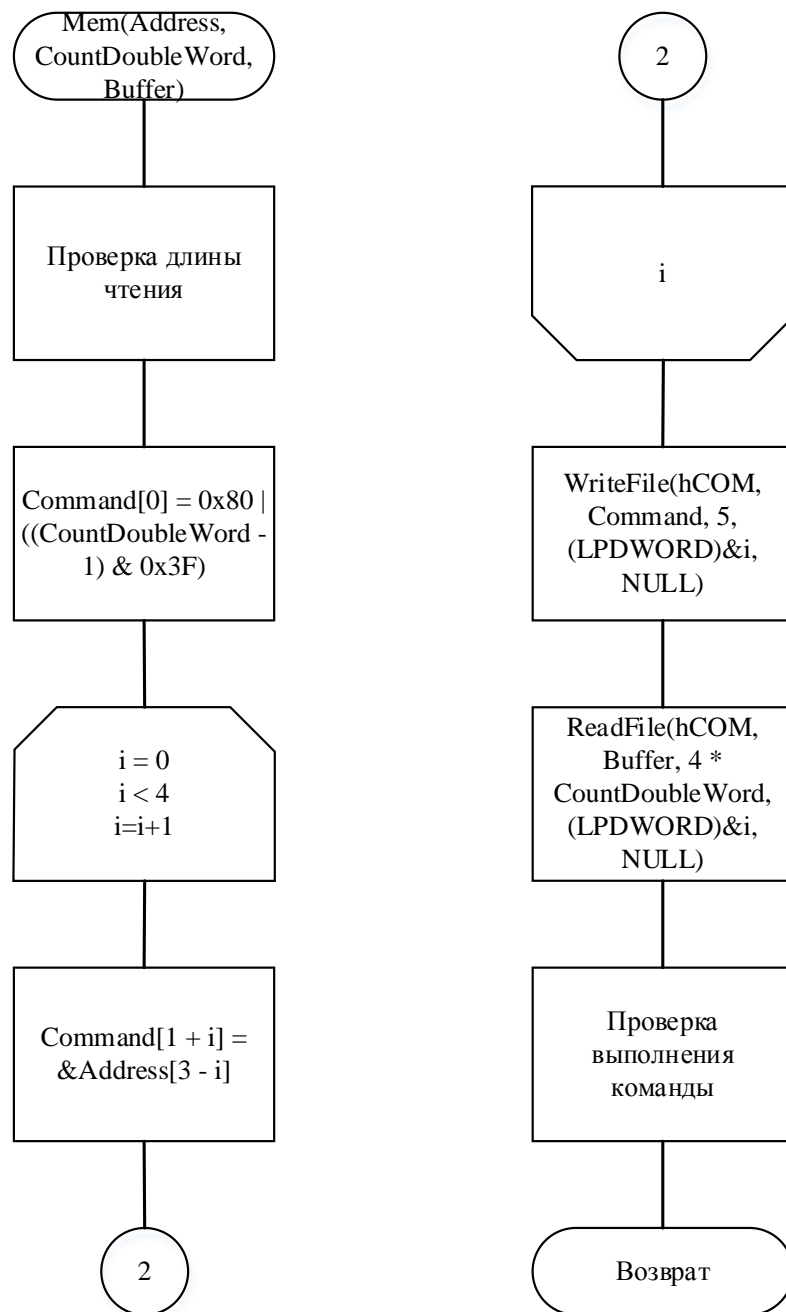 Mem(Address,
CountDoubleWord,
Buffer)
Проверка длины
чтения
Command[0] = 0x80 |
((CountDoubleWord -
1) & 0x3F)
i = 0
i < 4
i=i+1
Command[1 + i] =
&Address[3 - i]
2
2
i
WriteFile(hCOM,
Command, 5,
(LPDWORD)&i,
NULL)
ReadFile(hCOM,
Buffer, 4 *
CountDoubleWord,
(LPDWORD)&i,
NULL)
Проверка
выполнения
команды
Возврат